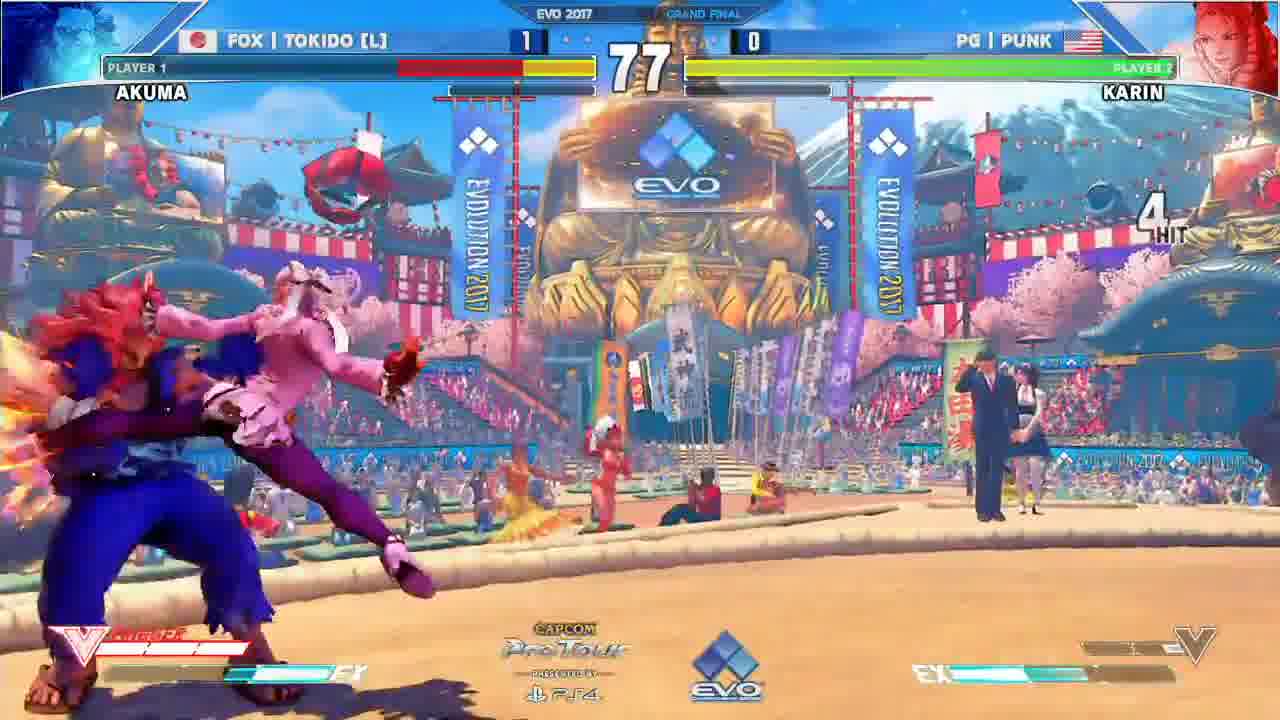 EVO 2017
GRAND FINAL
FOX | TOKIDO [L]
1
77
0
PG | PUNK
PLAYER 1
PLAYER 2
AKUMA
KARIN
EVO
EVOLUTION 2017
EVOLUTION 2017
4
HIT
EX
EX
CAPCOM
PRO TOUR
PRESENTED BY
PS4
EVO